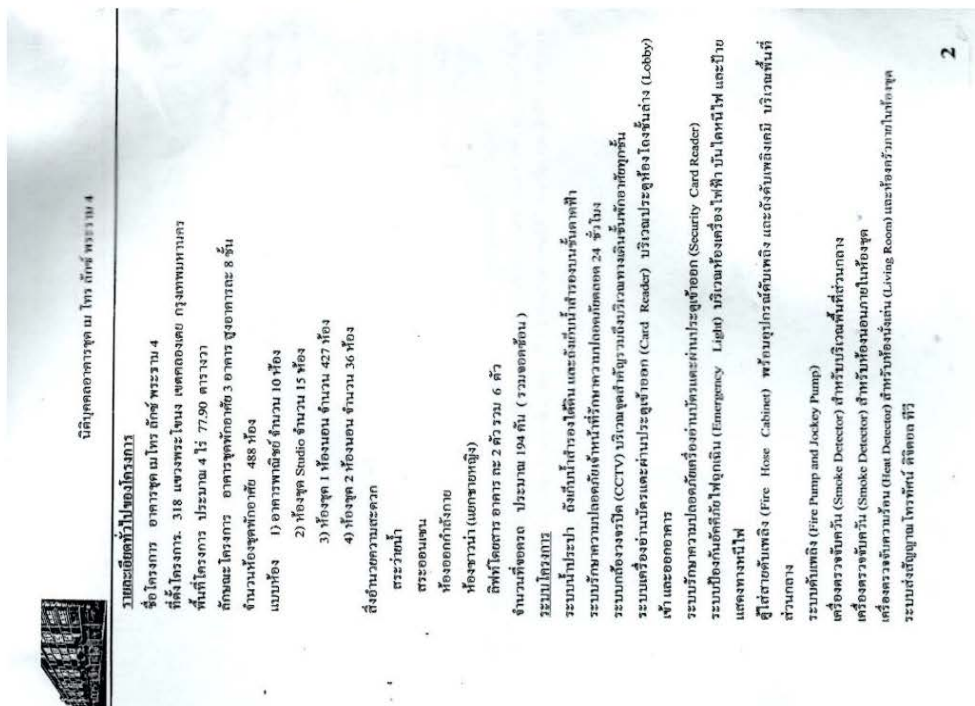 นิติบุคคลอาคารชุด ณ ไทร ลักซ์ พระราม 4
รายละเอียดทั่วไปของโครงการ
ชื่อโครงการ อาคารชุด ณ ไทร ลักซ์ พระราม 4
ที่ตั้งโครงการ. 318 แขวงพระโขนง เขตคลองเตย กรุงเทพมหานคร
พื้นที่โครงการ ประมาณ 4 ไร่ 77.90 ตารางวา
ลักษณะโครงการ อาคารชุดพักอาศัย 3 อาคาร สูงอาคารละ 8 ชั้น
จำนวนห้องชุดพักอาศัย 488 ห้อง
แบบห้อง 1) อาคารพาณิชย์ จำนวน 10 ห้อง
2) ห้องชุด Studio จำนวน 15 ห้อง
3) ห้องชุด 1 ห้องนอน จำนวน 427 ห้อง
4) ห้องชุด 2 ห้องนอน จำนวน 36 ห้อง
สิ่งอำนวยความสะดวก
สระว่ายน้ำ
สระออนเซน
ห้องออกกำลังกาย
ห้องซาวน่า (แยกชายหญิง)
ลิฟท์โดยสาร อาคาร ละ 2 ตัว รวม 6 ตัว
จำนวนที่จอดรถ ประมาณ 194 คัน ( รวมจอดซ้อน )
ระบบโครงการ
ระบบน้ำประปา ถังเก็บน้ำสำรองใต้ดิน และถังเก็บน้ำสำรองบนชั้นดาดฟ้า
ระบบรักษาความปลอดภัยเจ้าหน้าที่รักษาความปลอดภัยตลอด 24 ชั่วโมง
ระบบกล้องวงจรปิด (CCTV) บริเวณจุดสำคัญรวมถึงบริเวณทางเดินชั้นพักอาศัยทุกชั้น
ระบบเครื่องอ่านบัตรและผ่านประตูเข้าออก (Card Reader) บริเวณประตูห้องโถงชั้นล่าง (Lobby)
เข้า และออกอาคาร
ระบบรักษาความปลอดภัยเครื่องอ่านบัตรและผ่านประตูเข้าออก (Security Card Reader)
ระบบป้องกันอัคคีภัย ไฟฉุกเฉิน (Emergency Light) บริเวณห้องเครื่องไฟฟ้า บันไดหนีไฟ และป้าย
แสดงทางหนีไฟ
ตู้ใส่สายดับเพลิง (Fire Hose Cabinet) พร้อมอุปกรณ์ดับเพลิง และถังดับเพลิงเคมี บริเวณพื้นที่
ส่วนกลาง
ระบบดับเพลิง (Fire Pump and Jockey Pump)
เครื่องตรวจจับควัน (Smoke Detector) สำหรับบริเวณพื้นที่ส่วนกลาง
เครื่องตรวจจับควัน (Smoke Detector) สำหรับห้องนอนภายในห้องชุด
เครื่องตรวจจับความร้อน (Heat Detector) สำหรับห้องนั่งเล่น (Living Room) และห้องครัวภายในห้องชุด
ระบบส่งสัญญาณโทรทัศน์ ดิจิตอล ทีวี
2